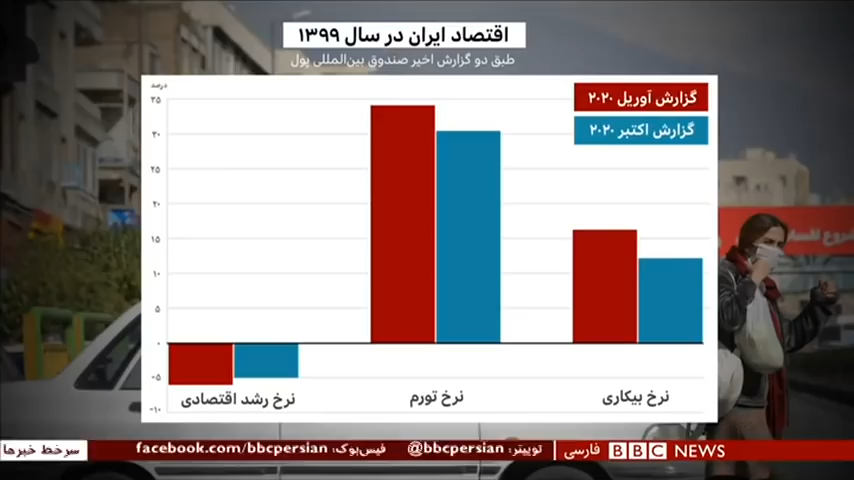 اقتصاد ایران در سال ۱۳۹۹
طبق دو گزارش اخیر صندوق بین‌المللی پول
درصد
گزارش آوریل ۲۰۲۰
گزارش اکتبر ۲۰۲۰
۳۵
۳۰
۲۵
۲۰
۱۵
۱۰
۵
۰
-۵
-۱۰
نرخ بیکاری
نرخ تورم
نرخ رشد اقتصادی
BBC NEWS فارسی
توییتر: @bbcpersian
فیس‌بوک: facebook.com/bbcpersian
سرخط خبرها